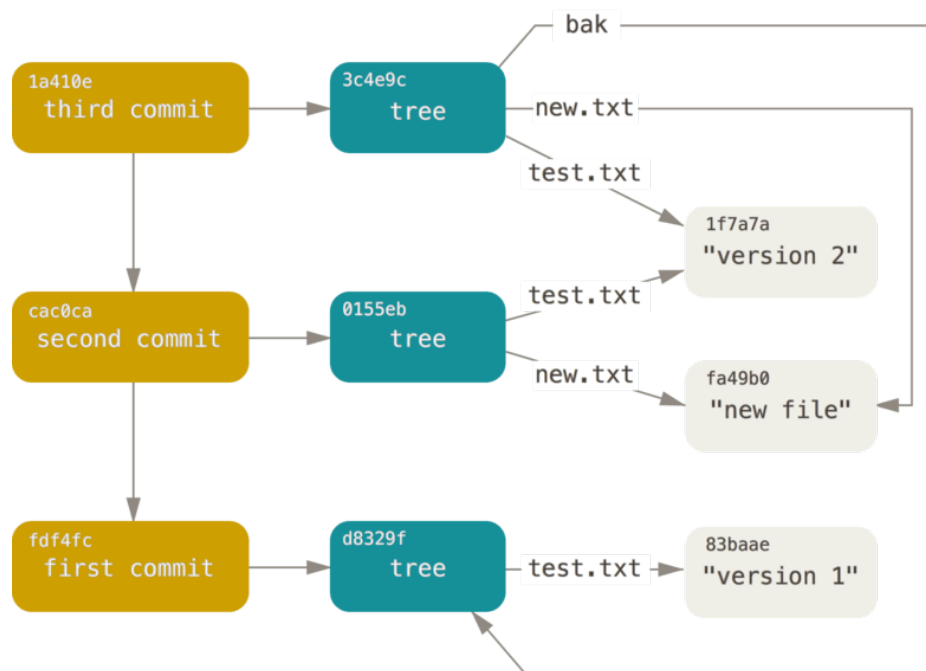 bak
1a410e
third commit
3c4e9c
tree
new.txt
test.txt
1f7a7a
"version 2"
cac0ca
second commit
0155eb
tree
test.txt
new.txt
fa49b0
"new file"
fdf4fc
first commit
d8329f
tree
test.txt
83baae
"version 1"